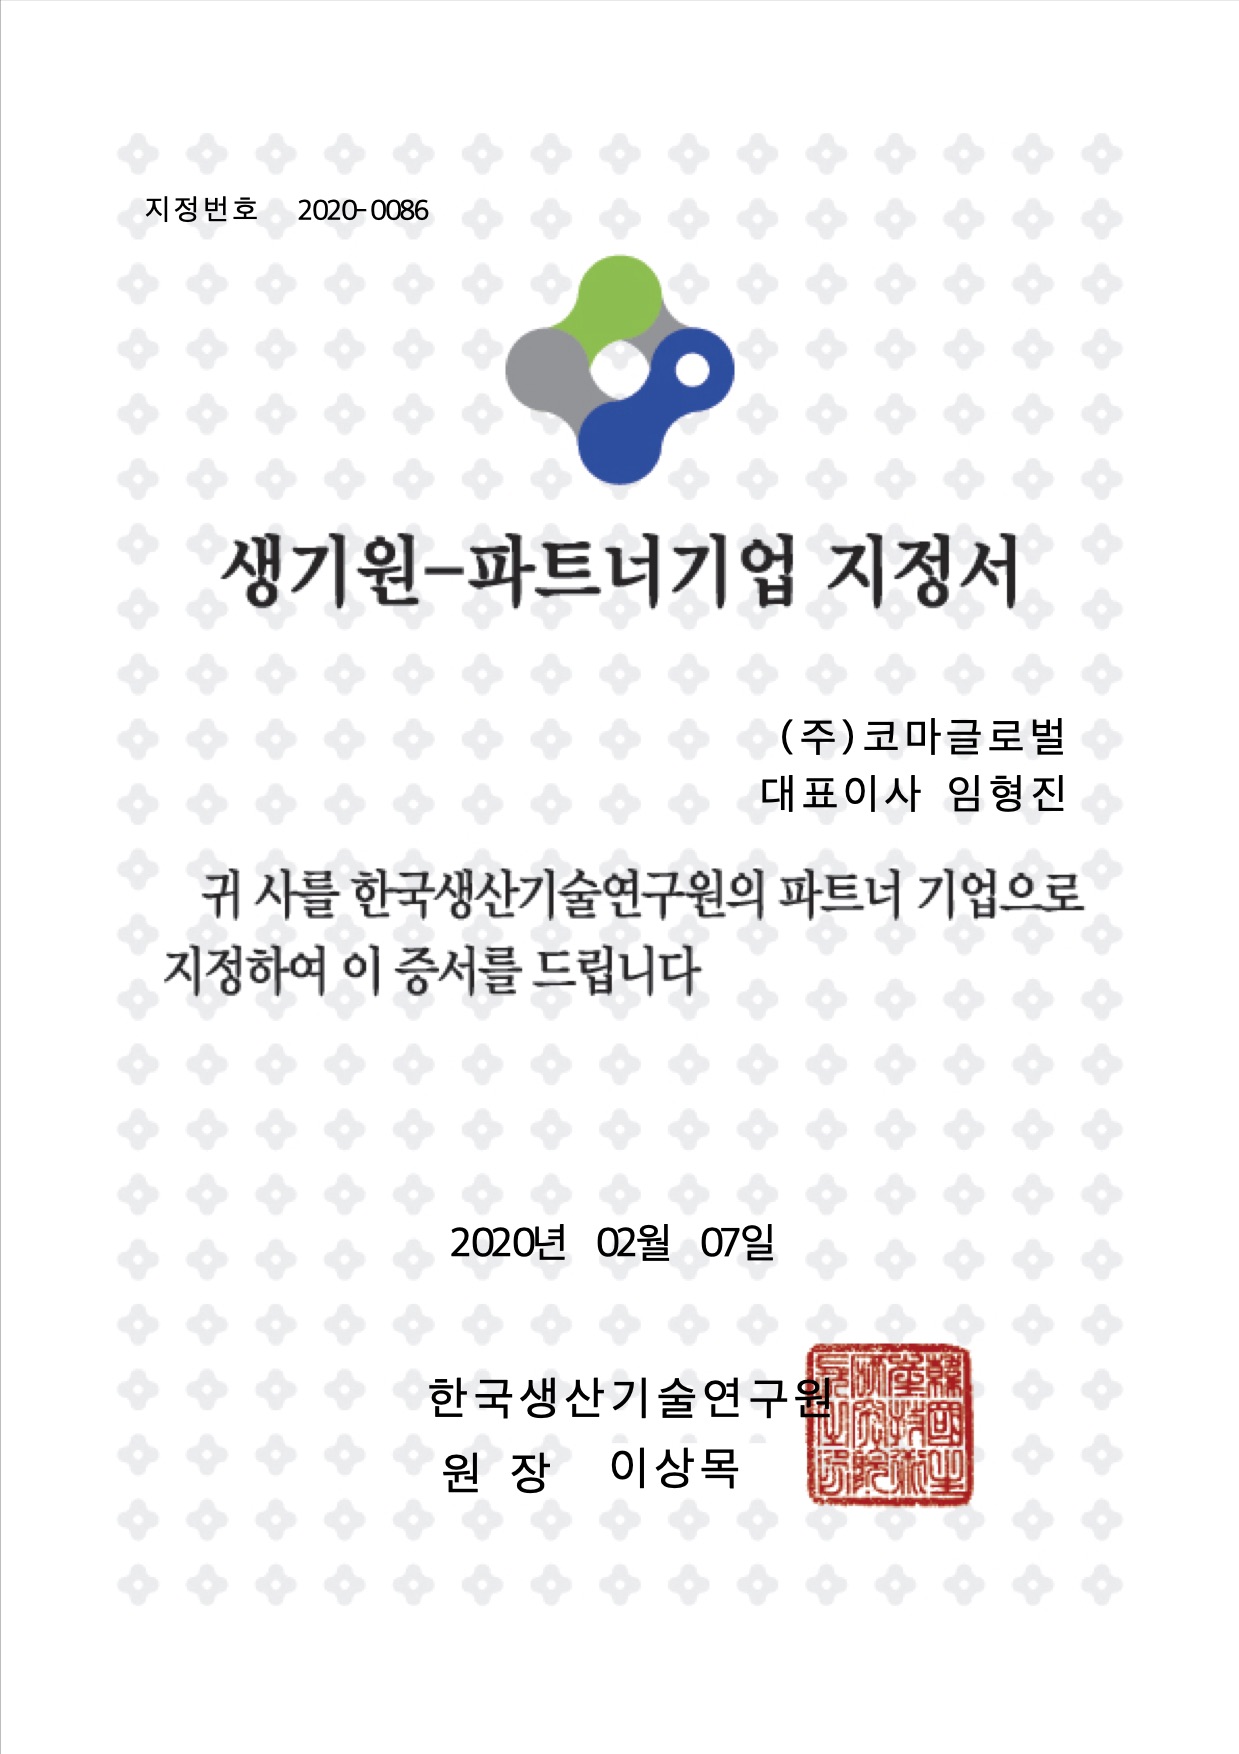 지정번호 2020-0086
생기원-파트너기업 지정서
(주)코마글로벌
대표이사 임형진
귀 사를 한국생산기술연구원의 파트너 기업으로
지정하여 이 증서를 드립니다
2020년 02월 07일
한국생산기술연구원
원 장 이상목